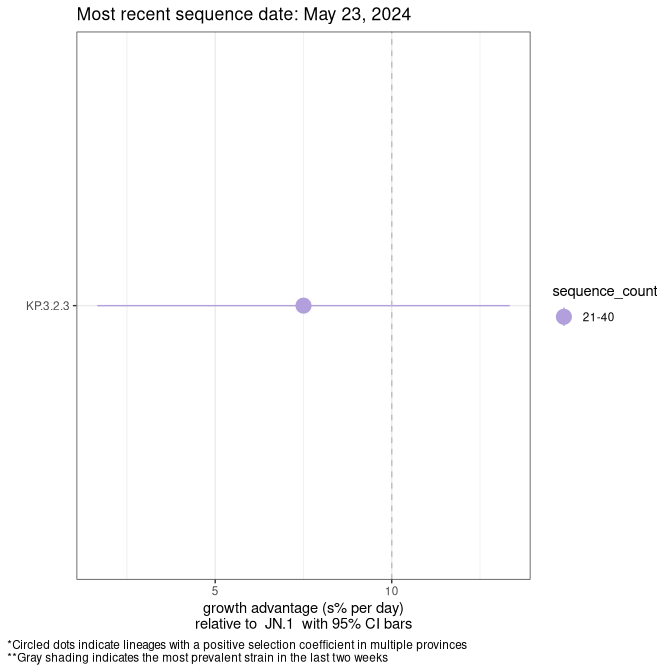 Most recent sequence date: May 23, 2024
KP.3.2.3
sequence_count
21-40
5 10
growth advantage (s% per day)
relative to JN.1 with 95% CI bars
*Circled dots indicate lineages with a positive selection coefficient in multiple provinces
**Gray shading indicates the most prevalent strain in the last two weeks